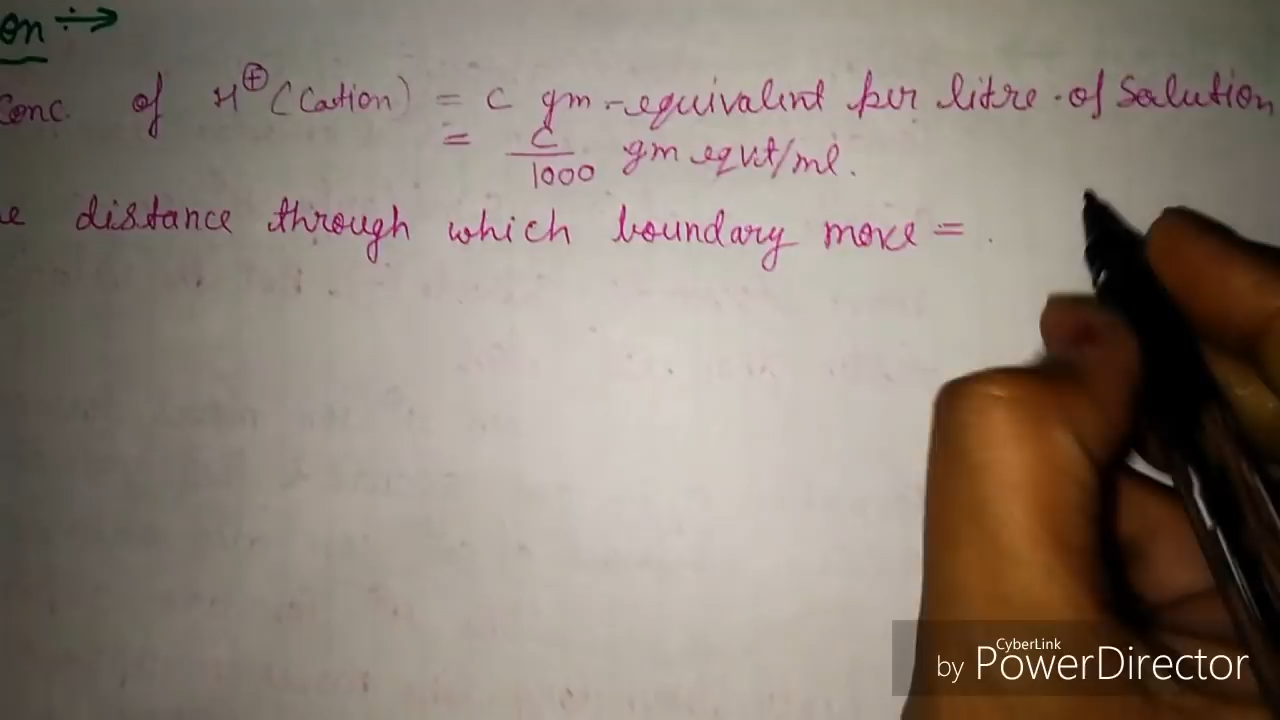 on ÷→
Conc. of H⊕ (Cation) = C gm-equivalent per litre of Solution
= C/1000 gm eqvt/ml.
e distance through which boundary move =
CyberLink
by PowerDirector